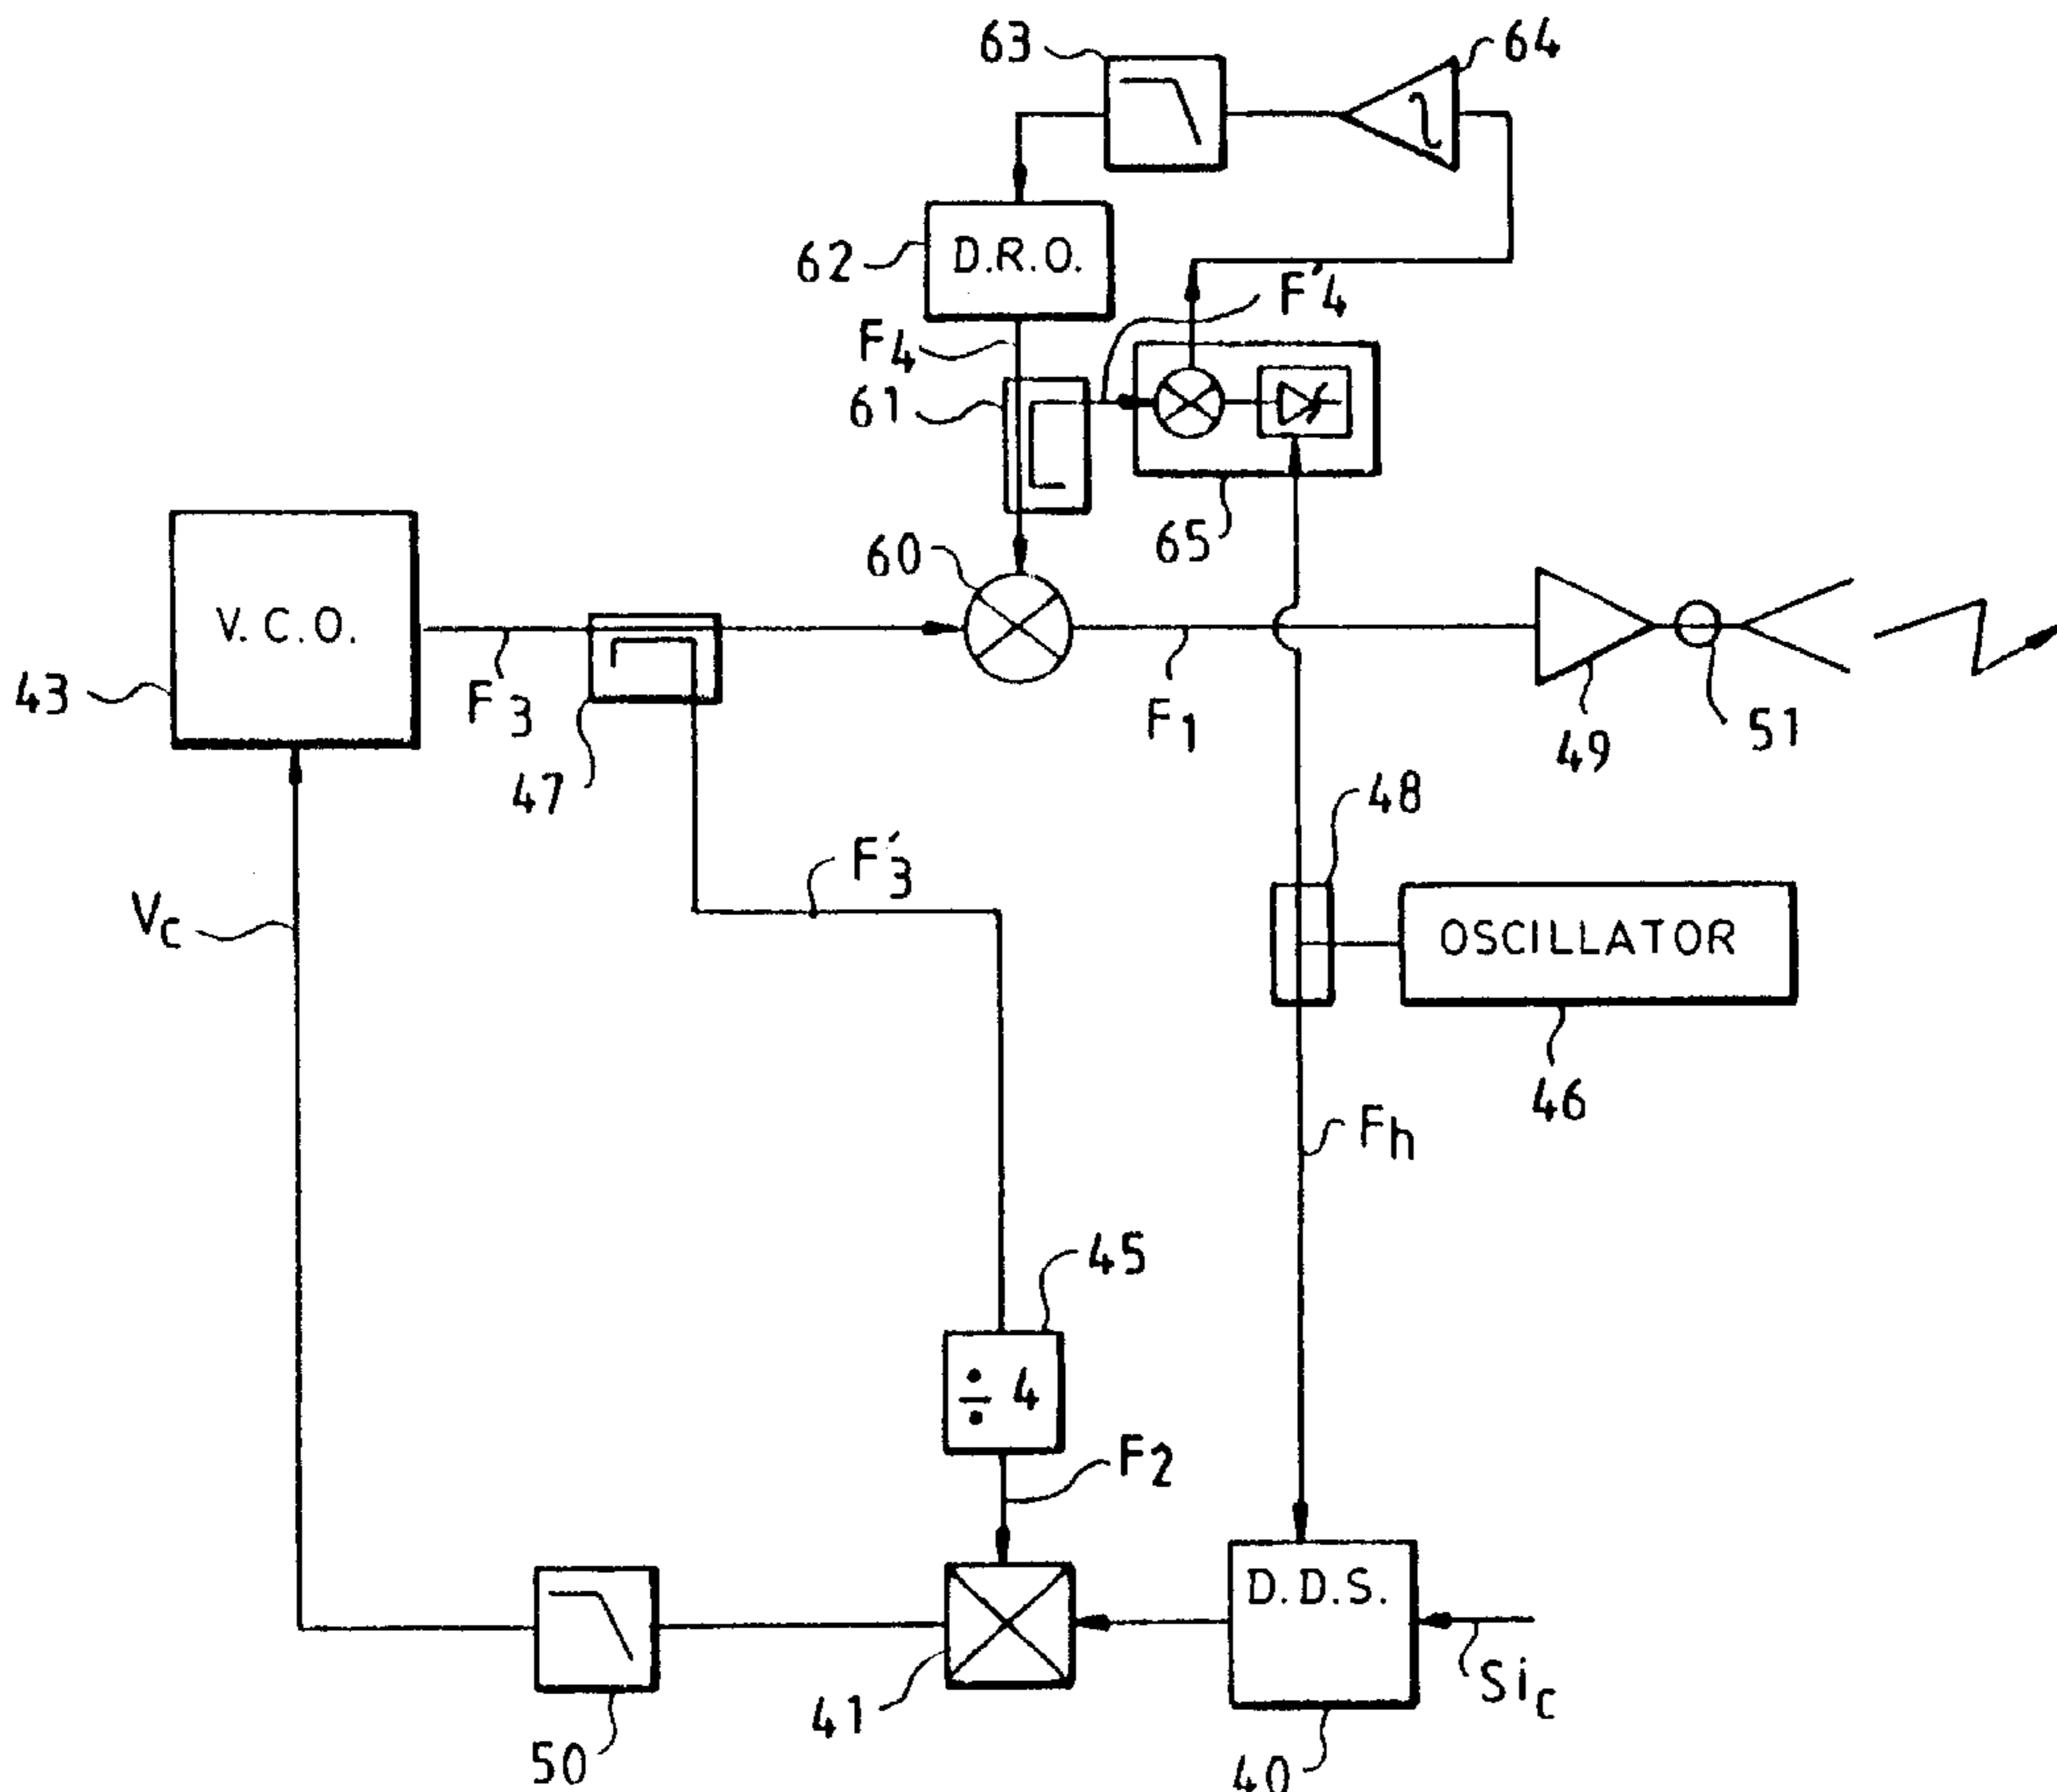 63
64
62
D.R.O.
F'4
F4
61
65
60
V.C.O.
43
F3
47
F1
49
51
48
F'3
Vc
OSCILLATOR
46
Fh
45
÷ 4
F2
D.D.S.
Sic
41
50
40